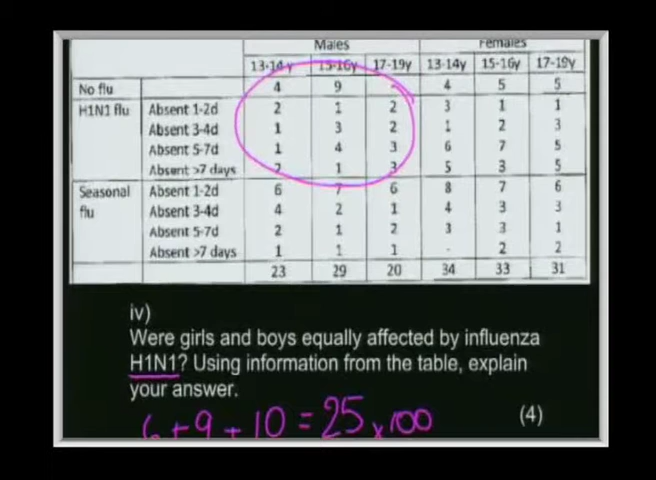 Males Females
13-14y 15-16y 17-19y 13-14y 15-16y 17-19y
No flu 4 9 - 4 5 5
H1N1 flu Absent 1-2d 2 1 2 3 1 1
Absent 3-4d 1 3 2 1 2 3
Absent 5-7d 1 4 3 6 7 5
Absent >7 days 2 1 3 5 3 5
Seasonal Absent 1-2d 6 7 6 8 7 6
flu Absent 3-4d 4 2 1 4 3 3
Absent 5-7d 2 1 2 3 3 1
Absent >7 days 1 1 1 - 2 2
23 29 20 34 33 31
iv)
Were girls and boys equally affected by influenza
H1N1? Using information from the table, explain
your answer.
(4)
6 + 9 + 10 = 25 x 100